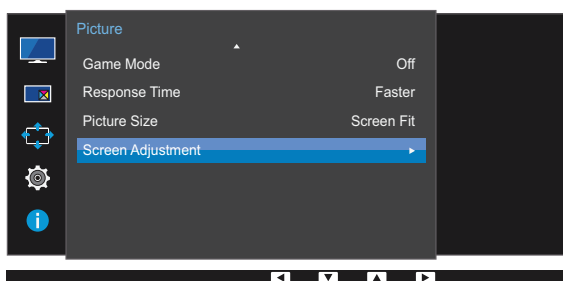 Picture
Game Mode Off
Response Time Faster
Picture Size Screen Fit
Screen Adjustment